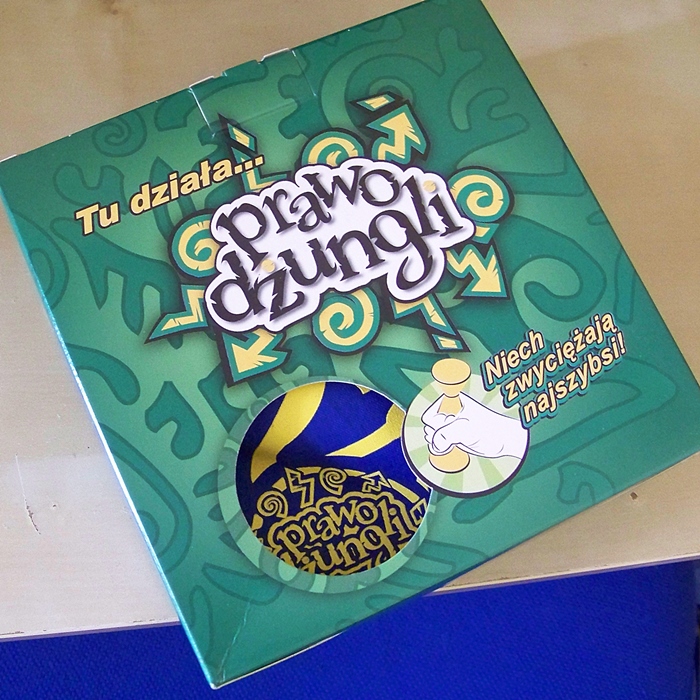 Tu działa...
prawo
dżungli
Niech
zwyciężają
najszybsi!
prawo
dżungli